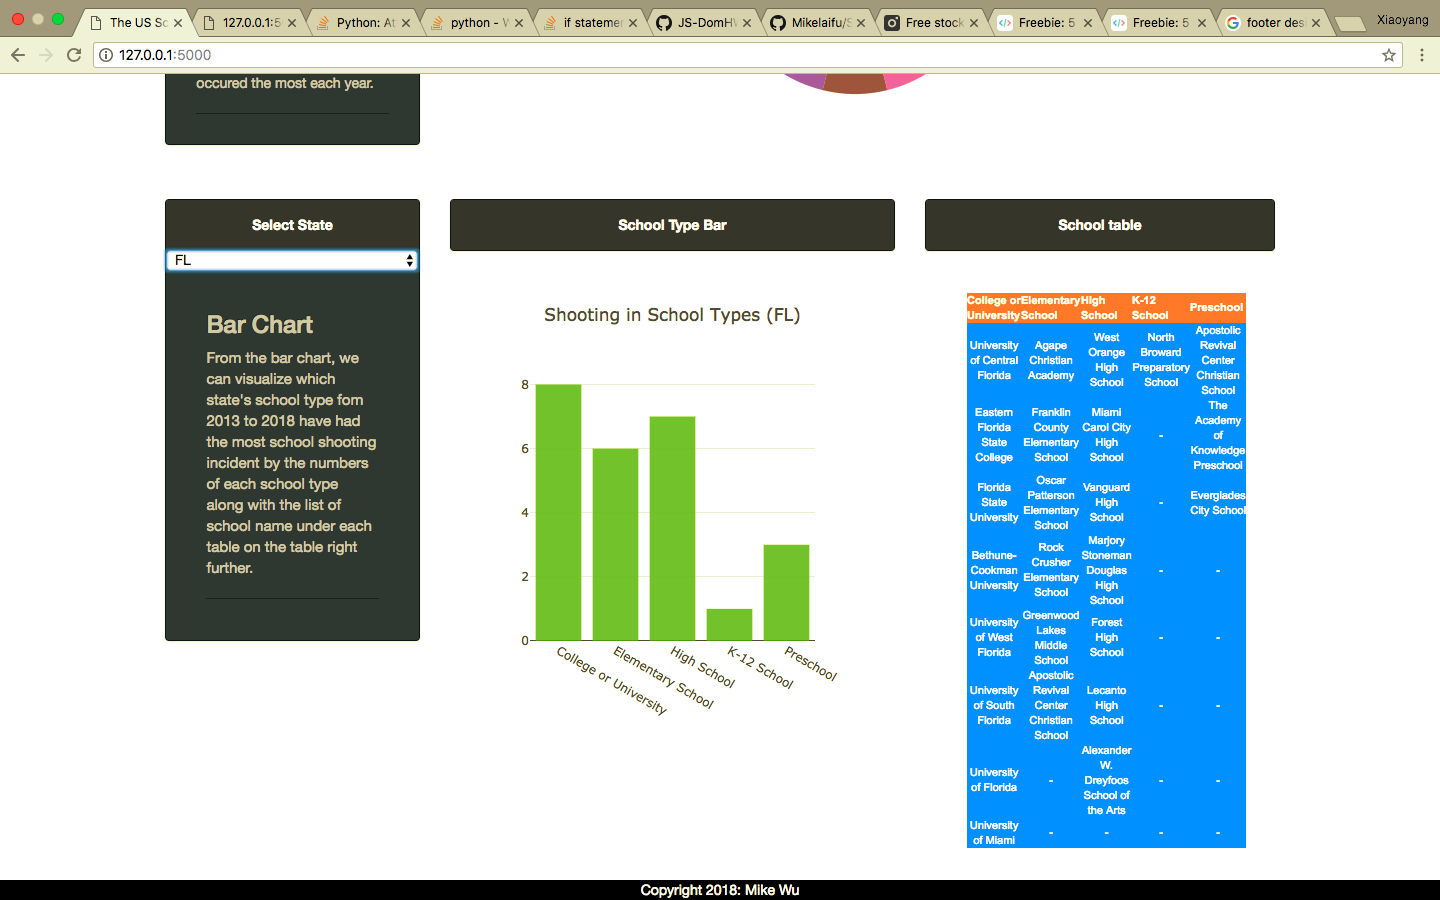 The US Sc
127.0.0.1:5
Python: At
python - W
if statemen
JS-DomHW
Mikelaifu/S
Free stock
Freebie: 5
Freebie: 5
footer desi
Xiaoyang
127.0.0.1:5000
occured the most each year.
Select State
FL
Bar Chart
From the bar chart, we
can visualize which
state's school type fom
2013 to 2018 have had
the most school shooting
incident by the numbers
of each school type
along with the list of
school name under each
table on the table right
further.
School Type Bar
Shooting in School Types (FL)
8
6
4
2
0
College or University
Elementary School
High School
K-12 School
Preschool
School table
College or University
Elementary School
High School
K-12 School
Preschool
University of Central Florida
Agape Christian Academy
West Orange High School
North Broward Preparatory School
Apostolic Revival Center Christian School
Eastern Florida State College
Franklin County Elementary School
Miami Carol City High School
-
The Academy of Knowledge Preschool
Florida State University
Oscar Patterson Elementary School
Vanguard High School
-
Everglades City School
Bethune-Cookman University
Rock Crusher Elementary School
Marjory Stoneman Douglas High School
-
-
University of West Florida
Greenwood Lakes Middle School
Forest High School
-
-
University of South Florida
Apostolic Revival Center Christian School
Lecanto High School
-
-
University of Florida
-
Alexander W. Dreyfoos School of the Arts
-
-
University of Miami
-
-
-
-
Copyright 2018: Mike Wu